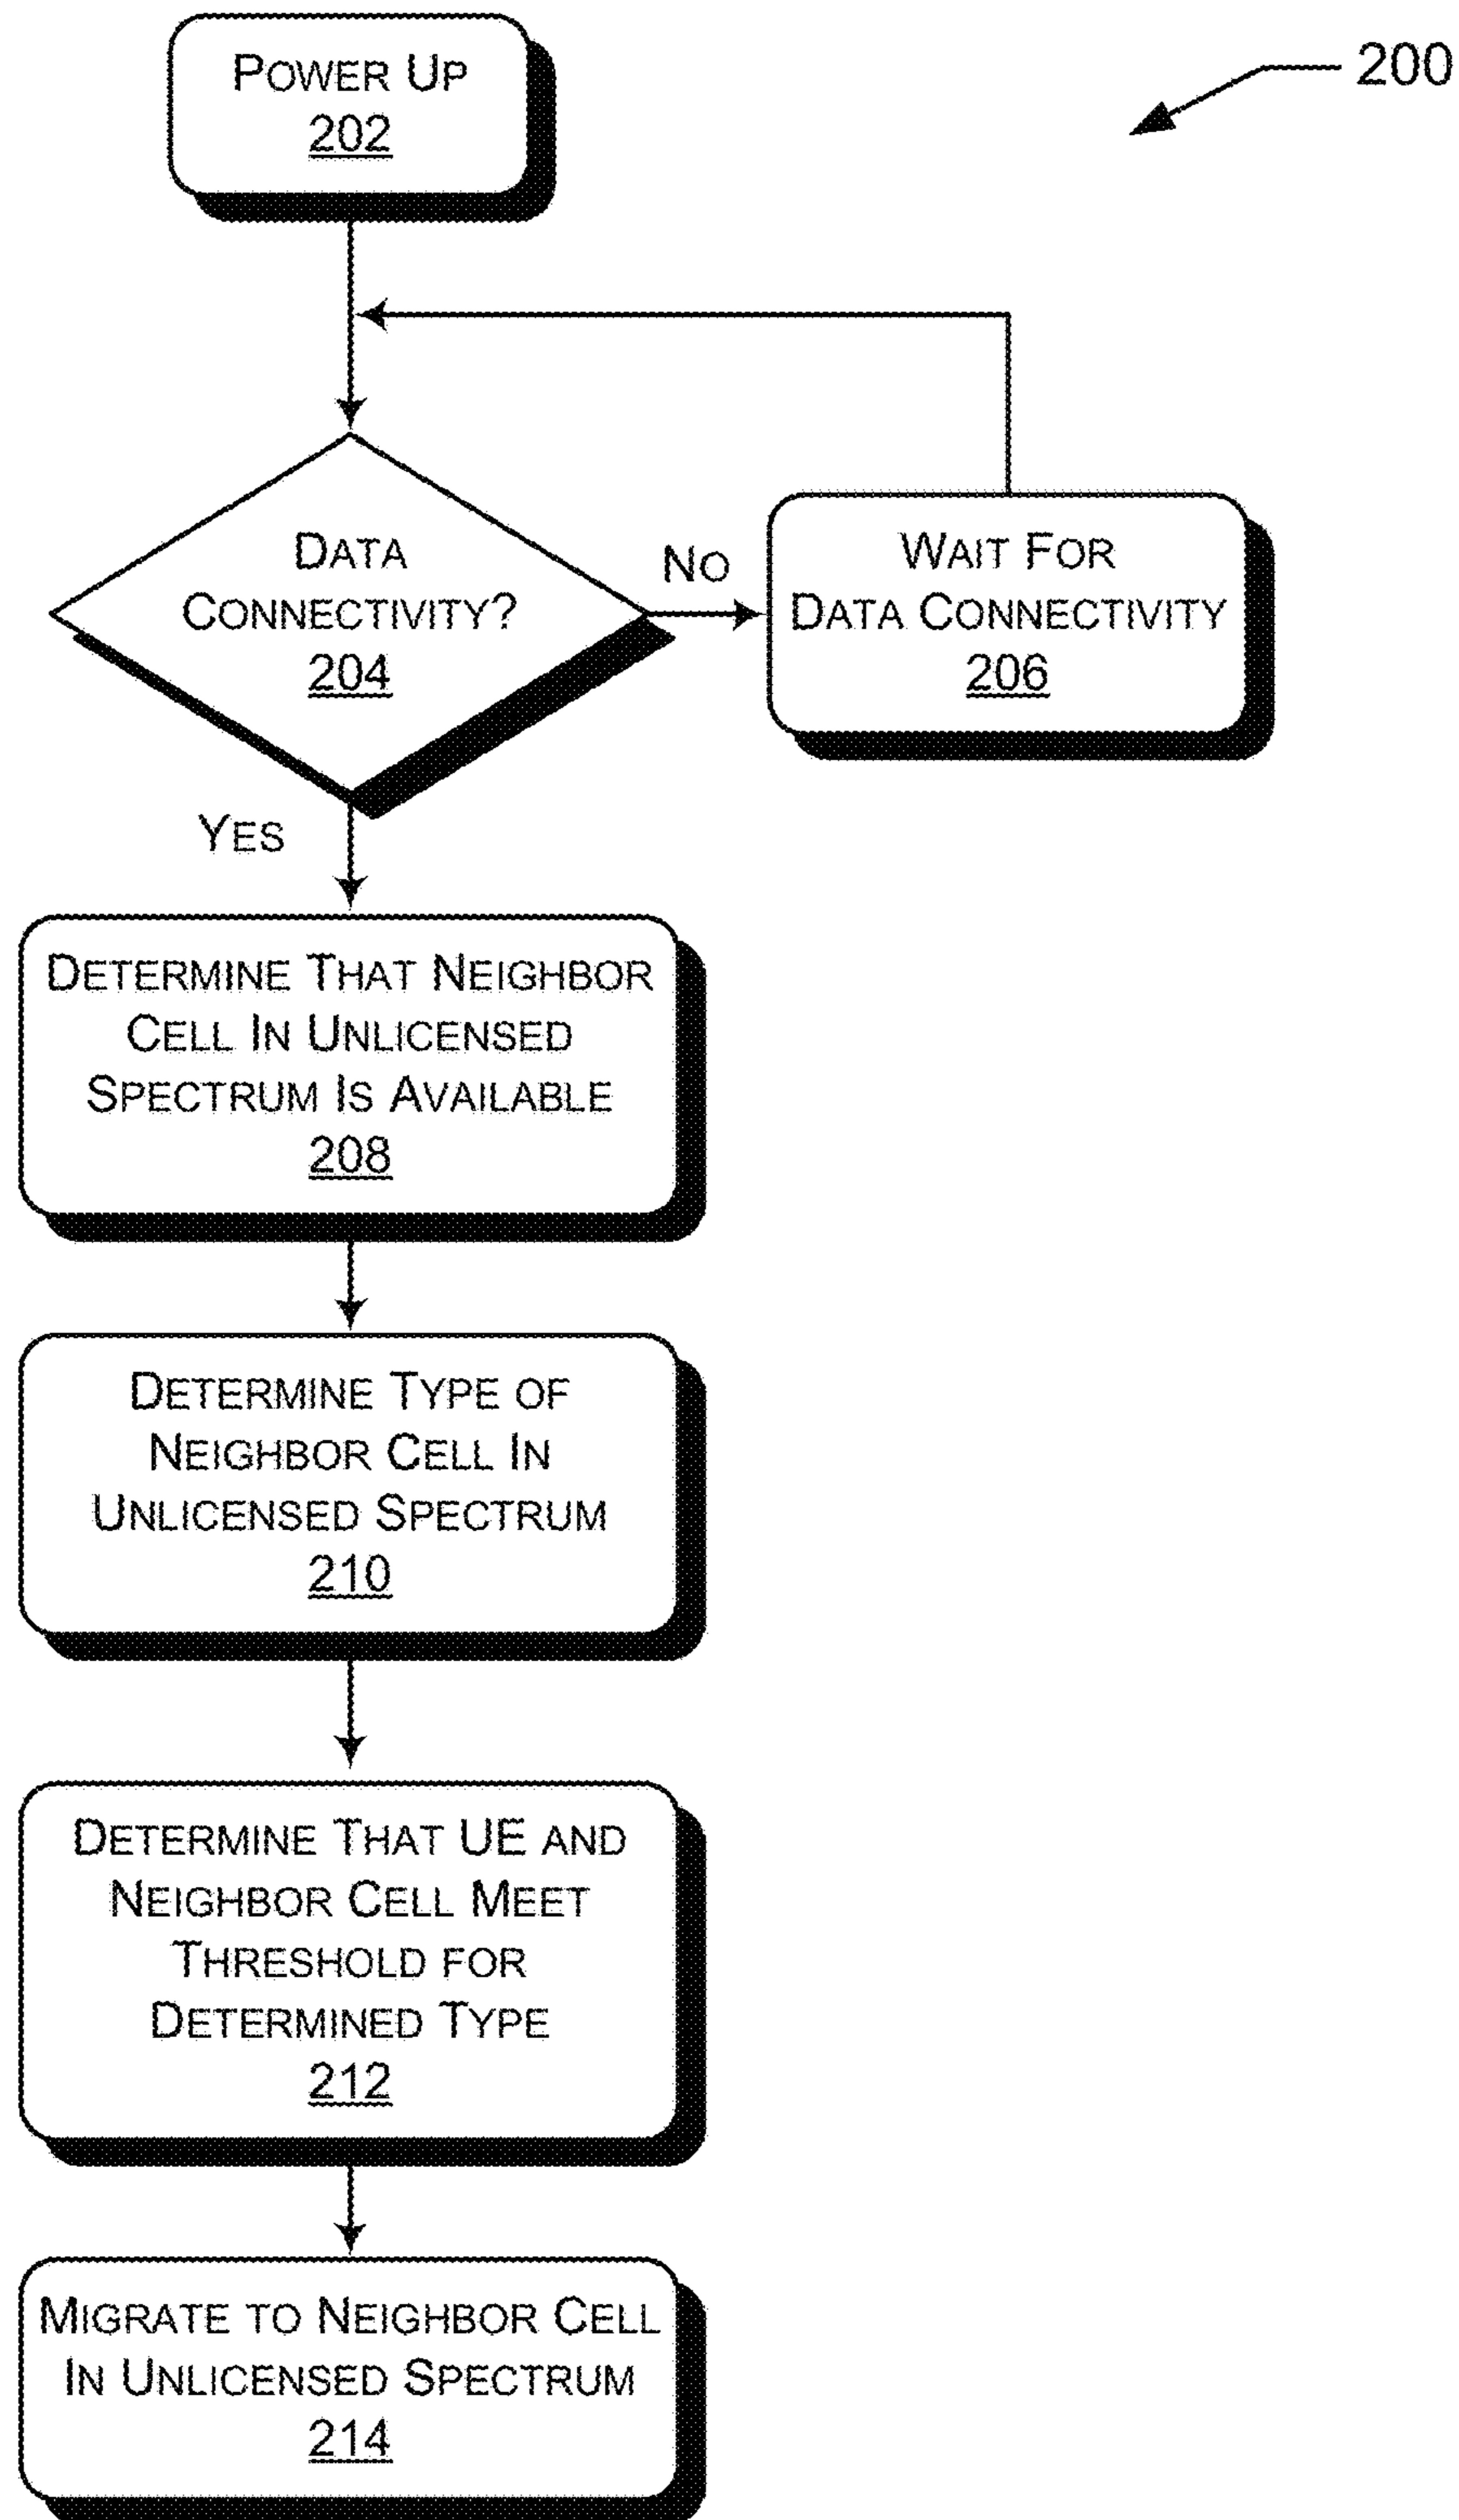 200
POWER UP
202
DATA
CONNECTIVITY?
204
NO
WAIT FOR
DATA CONNECTIVITY
206
YES
DETERMINE THAT NEIGHBOR
CELL IN UNLICENSED
SPECTRUM IS AVAILABLE
208
DETERMINE TYPE OF
NEIGHBOR CELL IN
UNLICENSED SPECTRUM
210
DETERMINE THAT UE AND
NEIGHBOR CELL MEET
THRESHOLD FOR
DETERMINED TYPE
212
MIGRATE TO NEIGHBOR CELL
IN UNLICENSED SPECTRUM
214